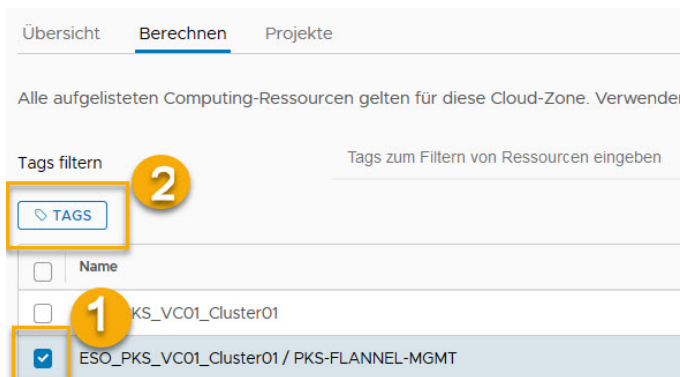 Übersicht Berechnen Projekte
Alle aufgelisteten Computing-Ressourcen gelten für diese Cloud-Zone.
Tags filtern Tags zum Filtern von Ressourcen eingeben
2
TAGS
Name
1 KS_VC01_Cluster01
ESO_PKS_VC01_Cluster01 / PKS-FLANNEL-MGMT